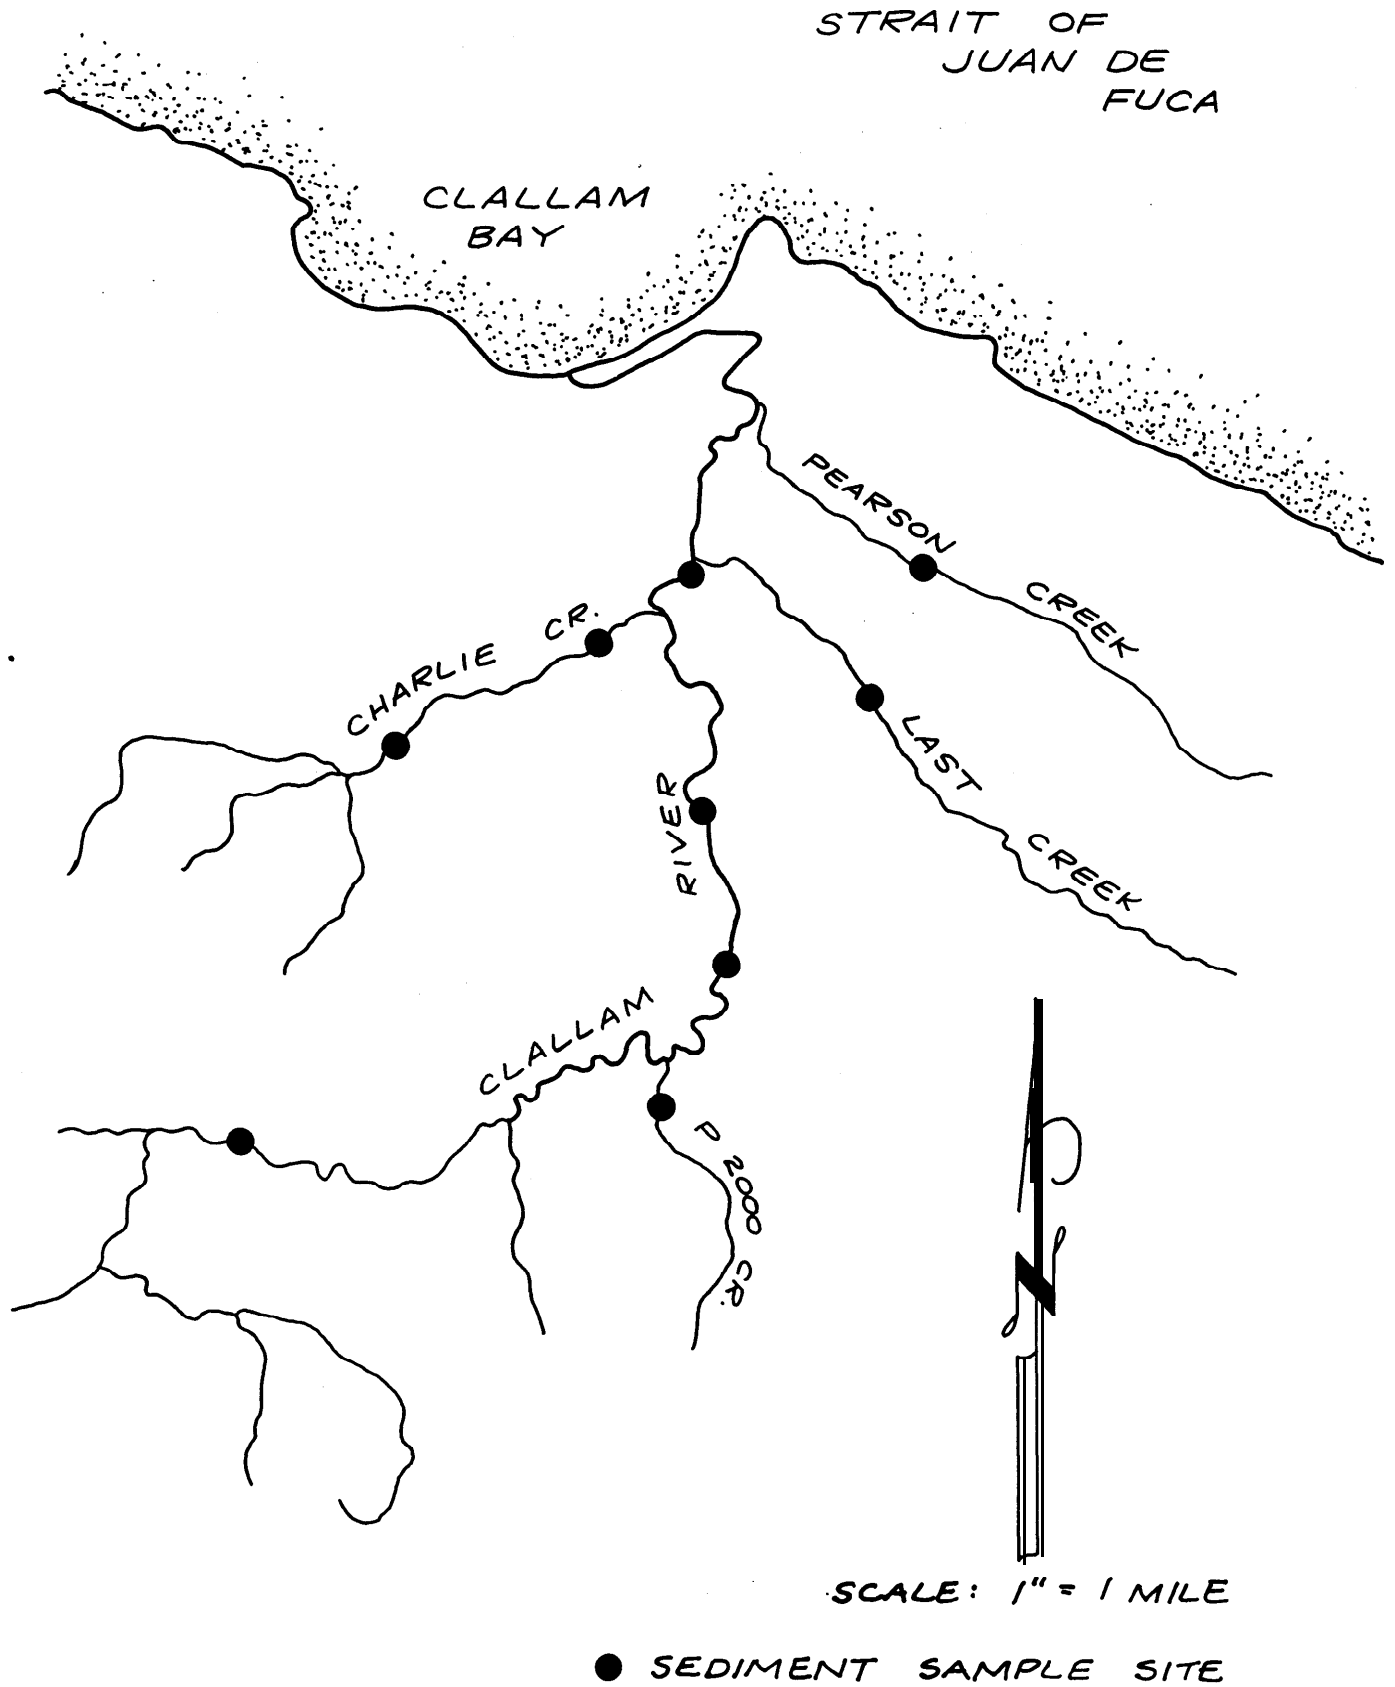 STRAIT OF
JUAN DE
FUCA
CLALLAM
BAY
PEARSON CREEK
CHARLIE CR.
LAST CREEK
CLALLAM RIVER
P 2000 CR.
SCALE: 1" = 1 MILE
SEDIMENT SAMPLE SITE